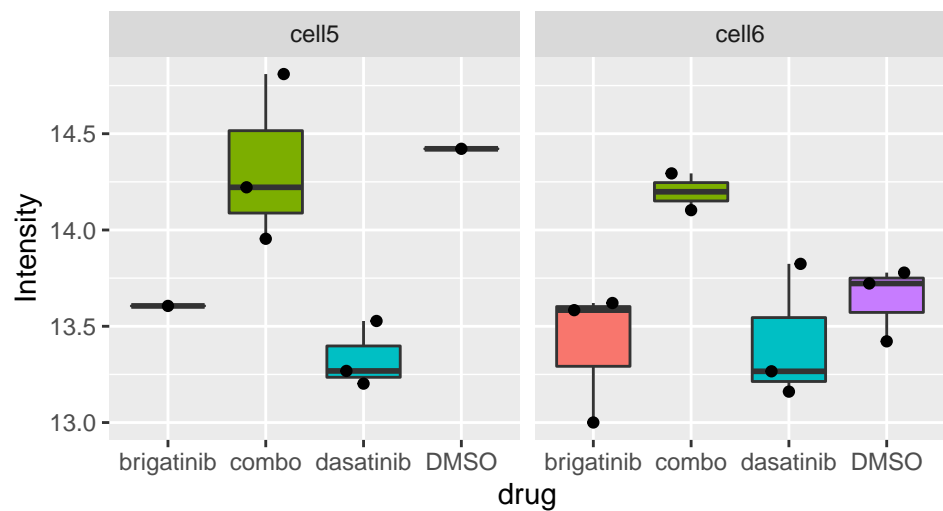 cell5 cell6
Intensity
14.5
14.0
13.5
13.0
brigatinib combo dasatinib DMSO brigatinib combo dasatinib DMSO
drug